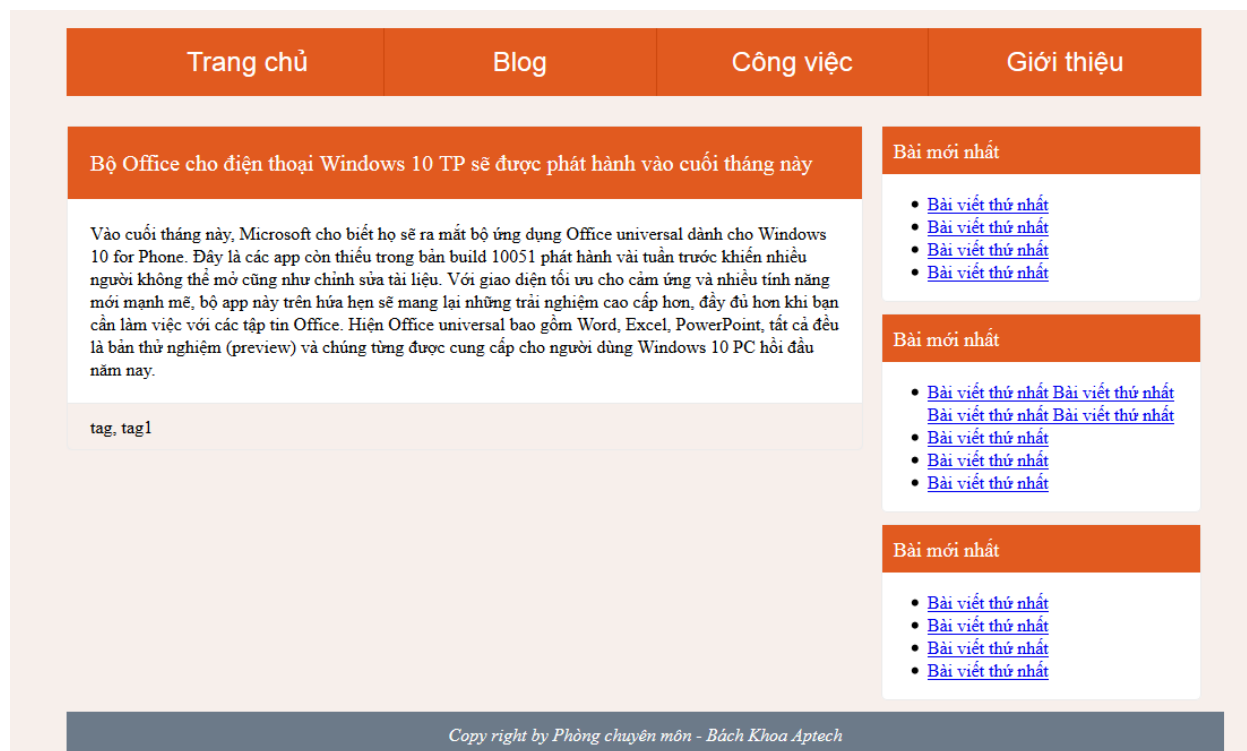 Trang chủ Blog Công việc Giới thiệu
Bộ Office cho điện thoại Windows 10 TP sẽ được phát hành vào cuối tháng này
Vào cuối tháng này, Microsoft cho biết họ sẽ ra mắt bộ ứng dụng Office universal dành cho Windows
10 for Phone. Đây là các app còn thiếu trong bản build 10051 phát hành vài tuần trước khiến nhiều
người không thể mở cũng như chỉnh sửa tài liệu. Với giao diện tối ưu cho cảm ứng và nhiều tính năng
mới mạnh mẽ, bộ app này trên hứa hẹn sẽ mang lại những trải nghiệm cao cấp hơn, đầy đủ hơn khi bạn
cần làm việc với các tập tin Office. Hiện Office universal bao gồm Word, Excel, PowerPoint, tất cả đều
là bản thử nghiệm (preview) và chúng từng được cung cấp cho người dùng Windows 10 PC hồi đầu
năm nay.
tag, tag1
Bài mới nhất
Bài viết thứ nhất
Bài viết thứ nhất
Bài viết thứ nhất
Bài viết thứ nhất
Bài mới nhất
Bài viết thứ nhất Bài viết thứ nhất
Bài viết thứ nhất Bài viết thứ nhất
Bài viết thứ nhất
Bài viết thứ nhất
Bài viết thứ nhất
Bài mới nhất
Bài viết thứ nhất
Bài viết thứ nhất
Bài viết thứ nhất
Bài viết thứ nhất
Copy right by Phòng chuyên môn - Bách Khoa Aptech